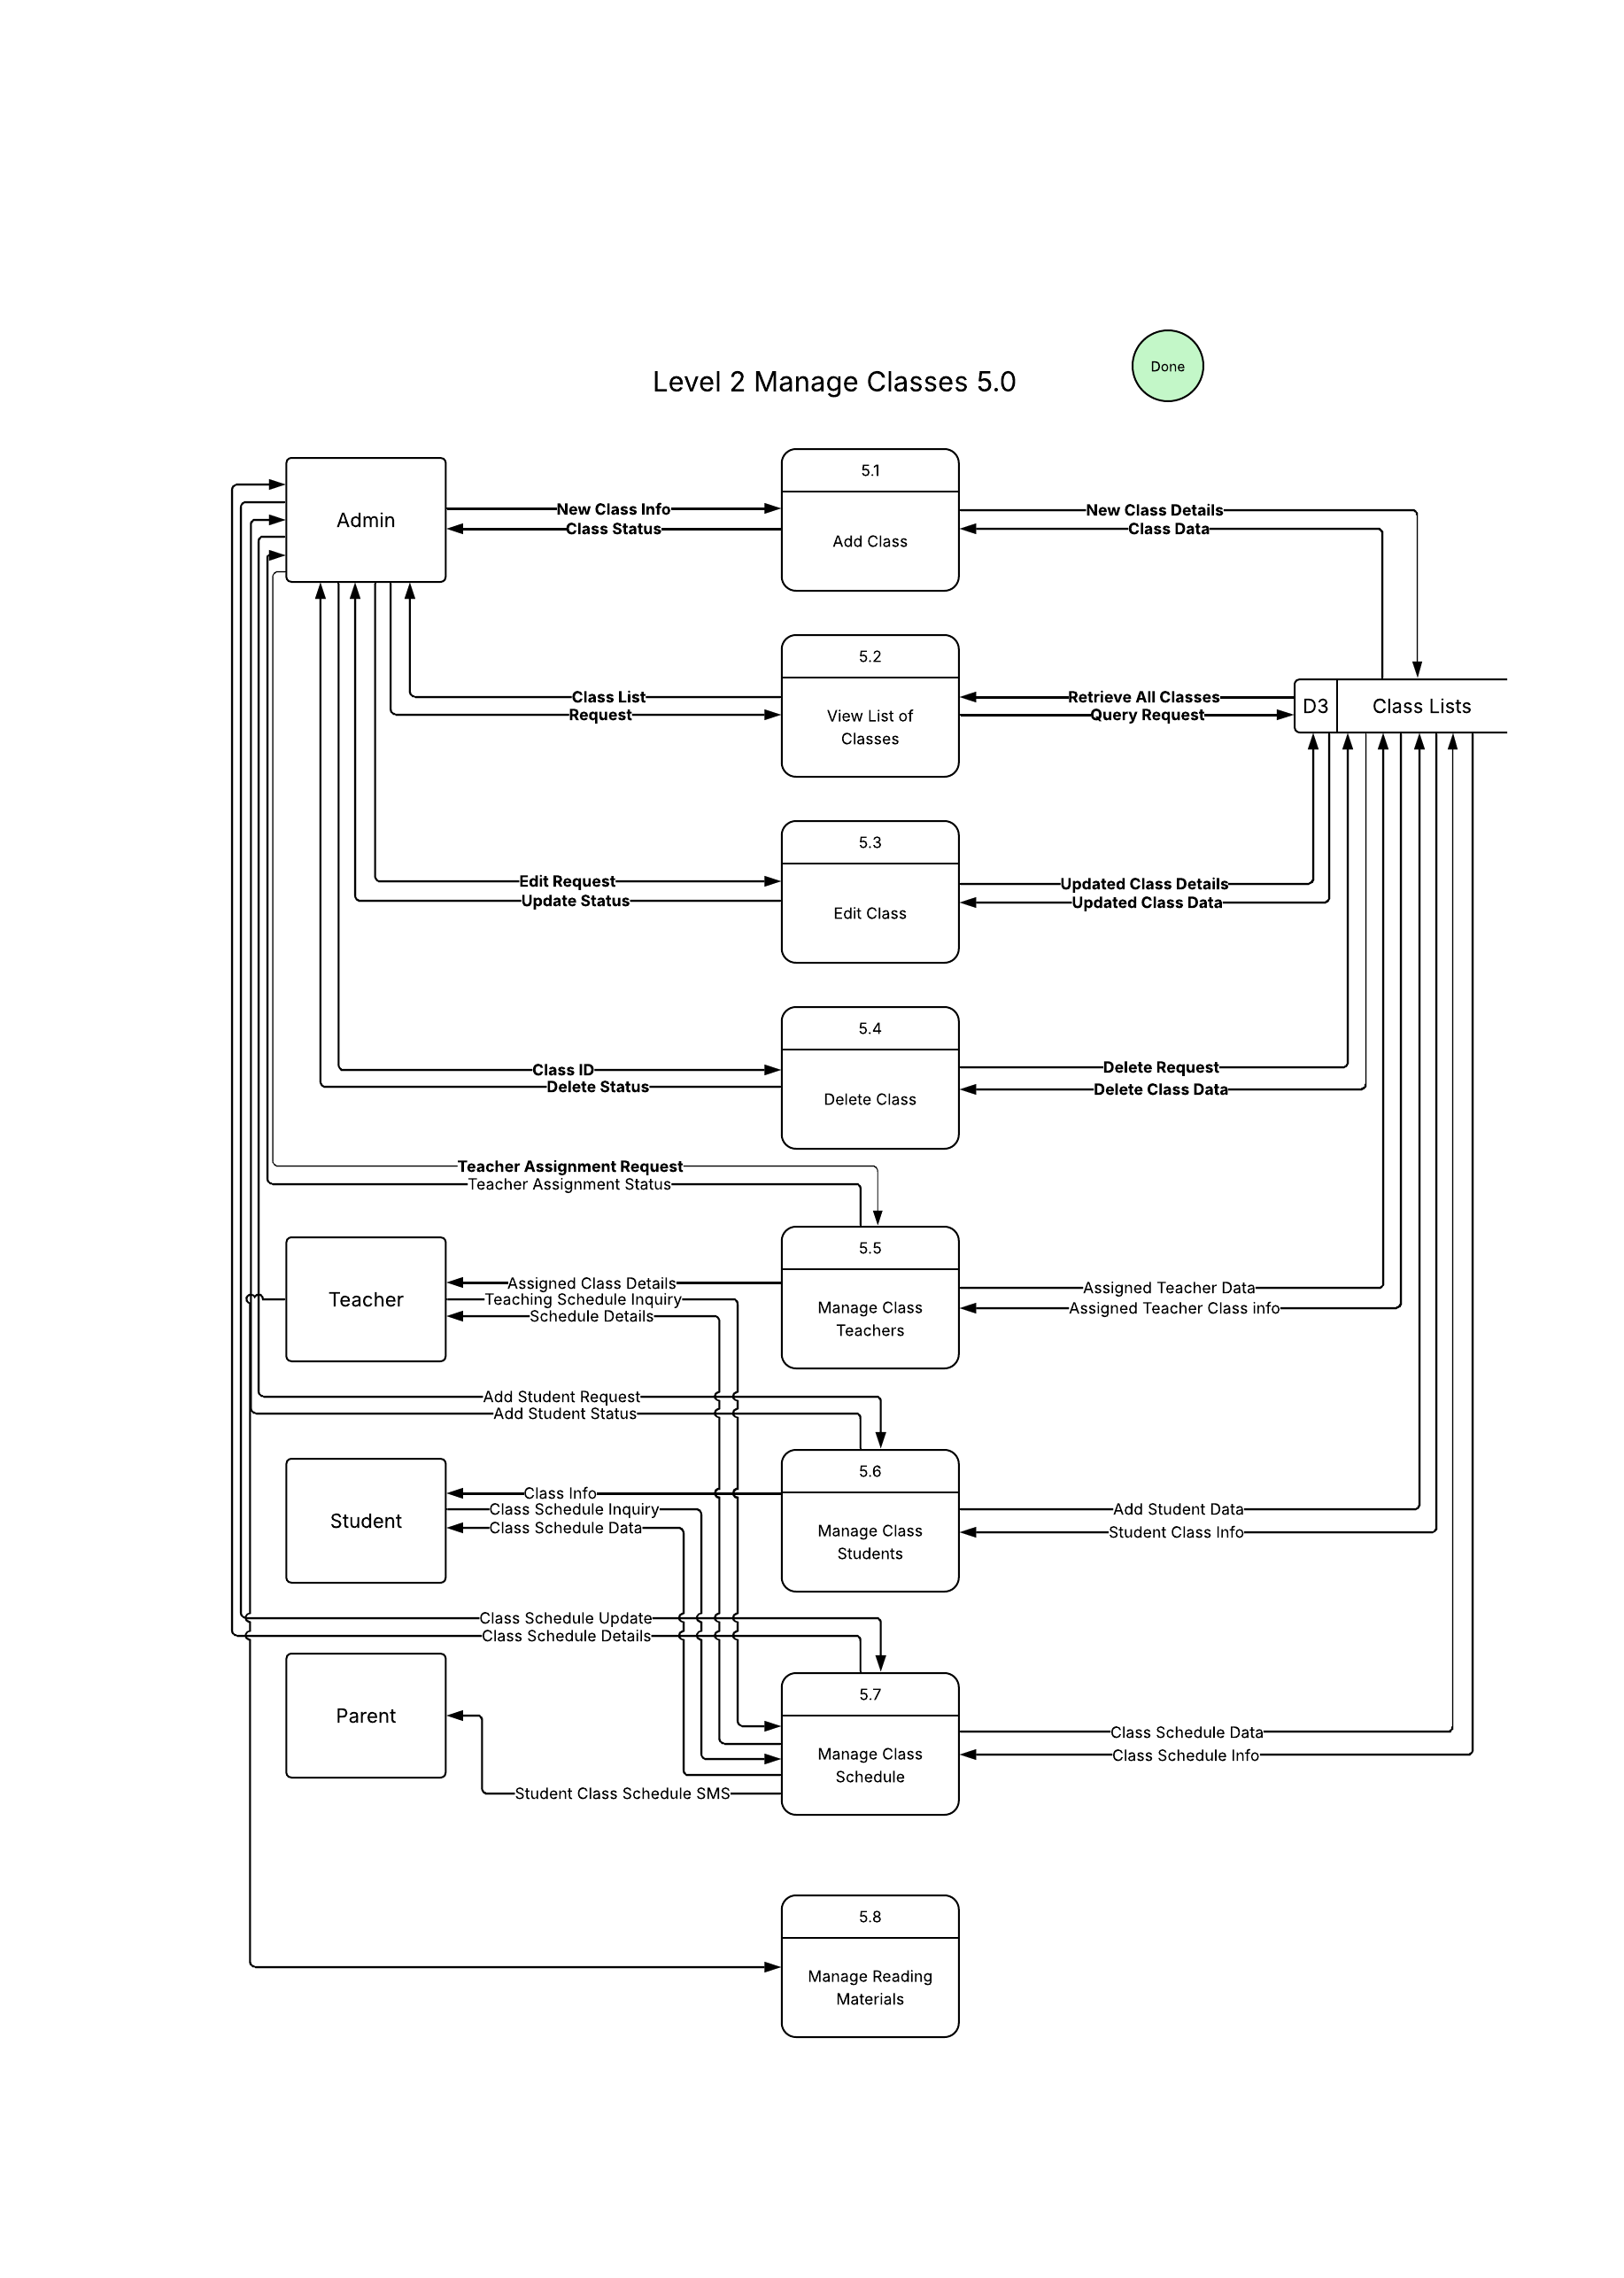 Done
Level 2 Manage Classes 5.0
Admin
New Class Info
Class Status
5.1
Add Class
New Class Details
Class Data
Class List
Request
5.2
View List of
Classes
Retrieve All Classes
Query Request
D3
Class Lists
Edit Request
Update Status
5.3
Edit Class
Updated Class Details
Updated Class Data
Class ID
Delete Status
5.4
Delete Class
Delete Request
Delete Class Data
Teacher Assignment Request
Teacher Assignment Status
Teacher
Assigned Class Details
Teaching Schedule Inquiry
Schedule Details
5.5
Manage Class
Teachers
Assigned Teacher Data
Assigned Teacher Class info
Add Student Request
Add Student Status
Student
Class Info
Class Schedule Inquiry
Class Schedule Data
5.6
Manage Class
Students
Add Student Data
Student Class Info
Class Schedule Update
Class Schedule Details
Parent
Student Class Schedule SMS
5.7
Manage Class
Schedule
Class Schedule Data
Class Schedule Info
5.8
Manage Reading
Materials